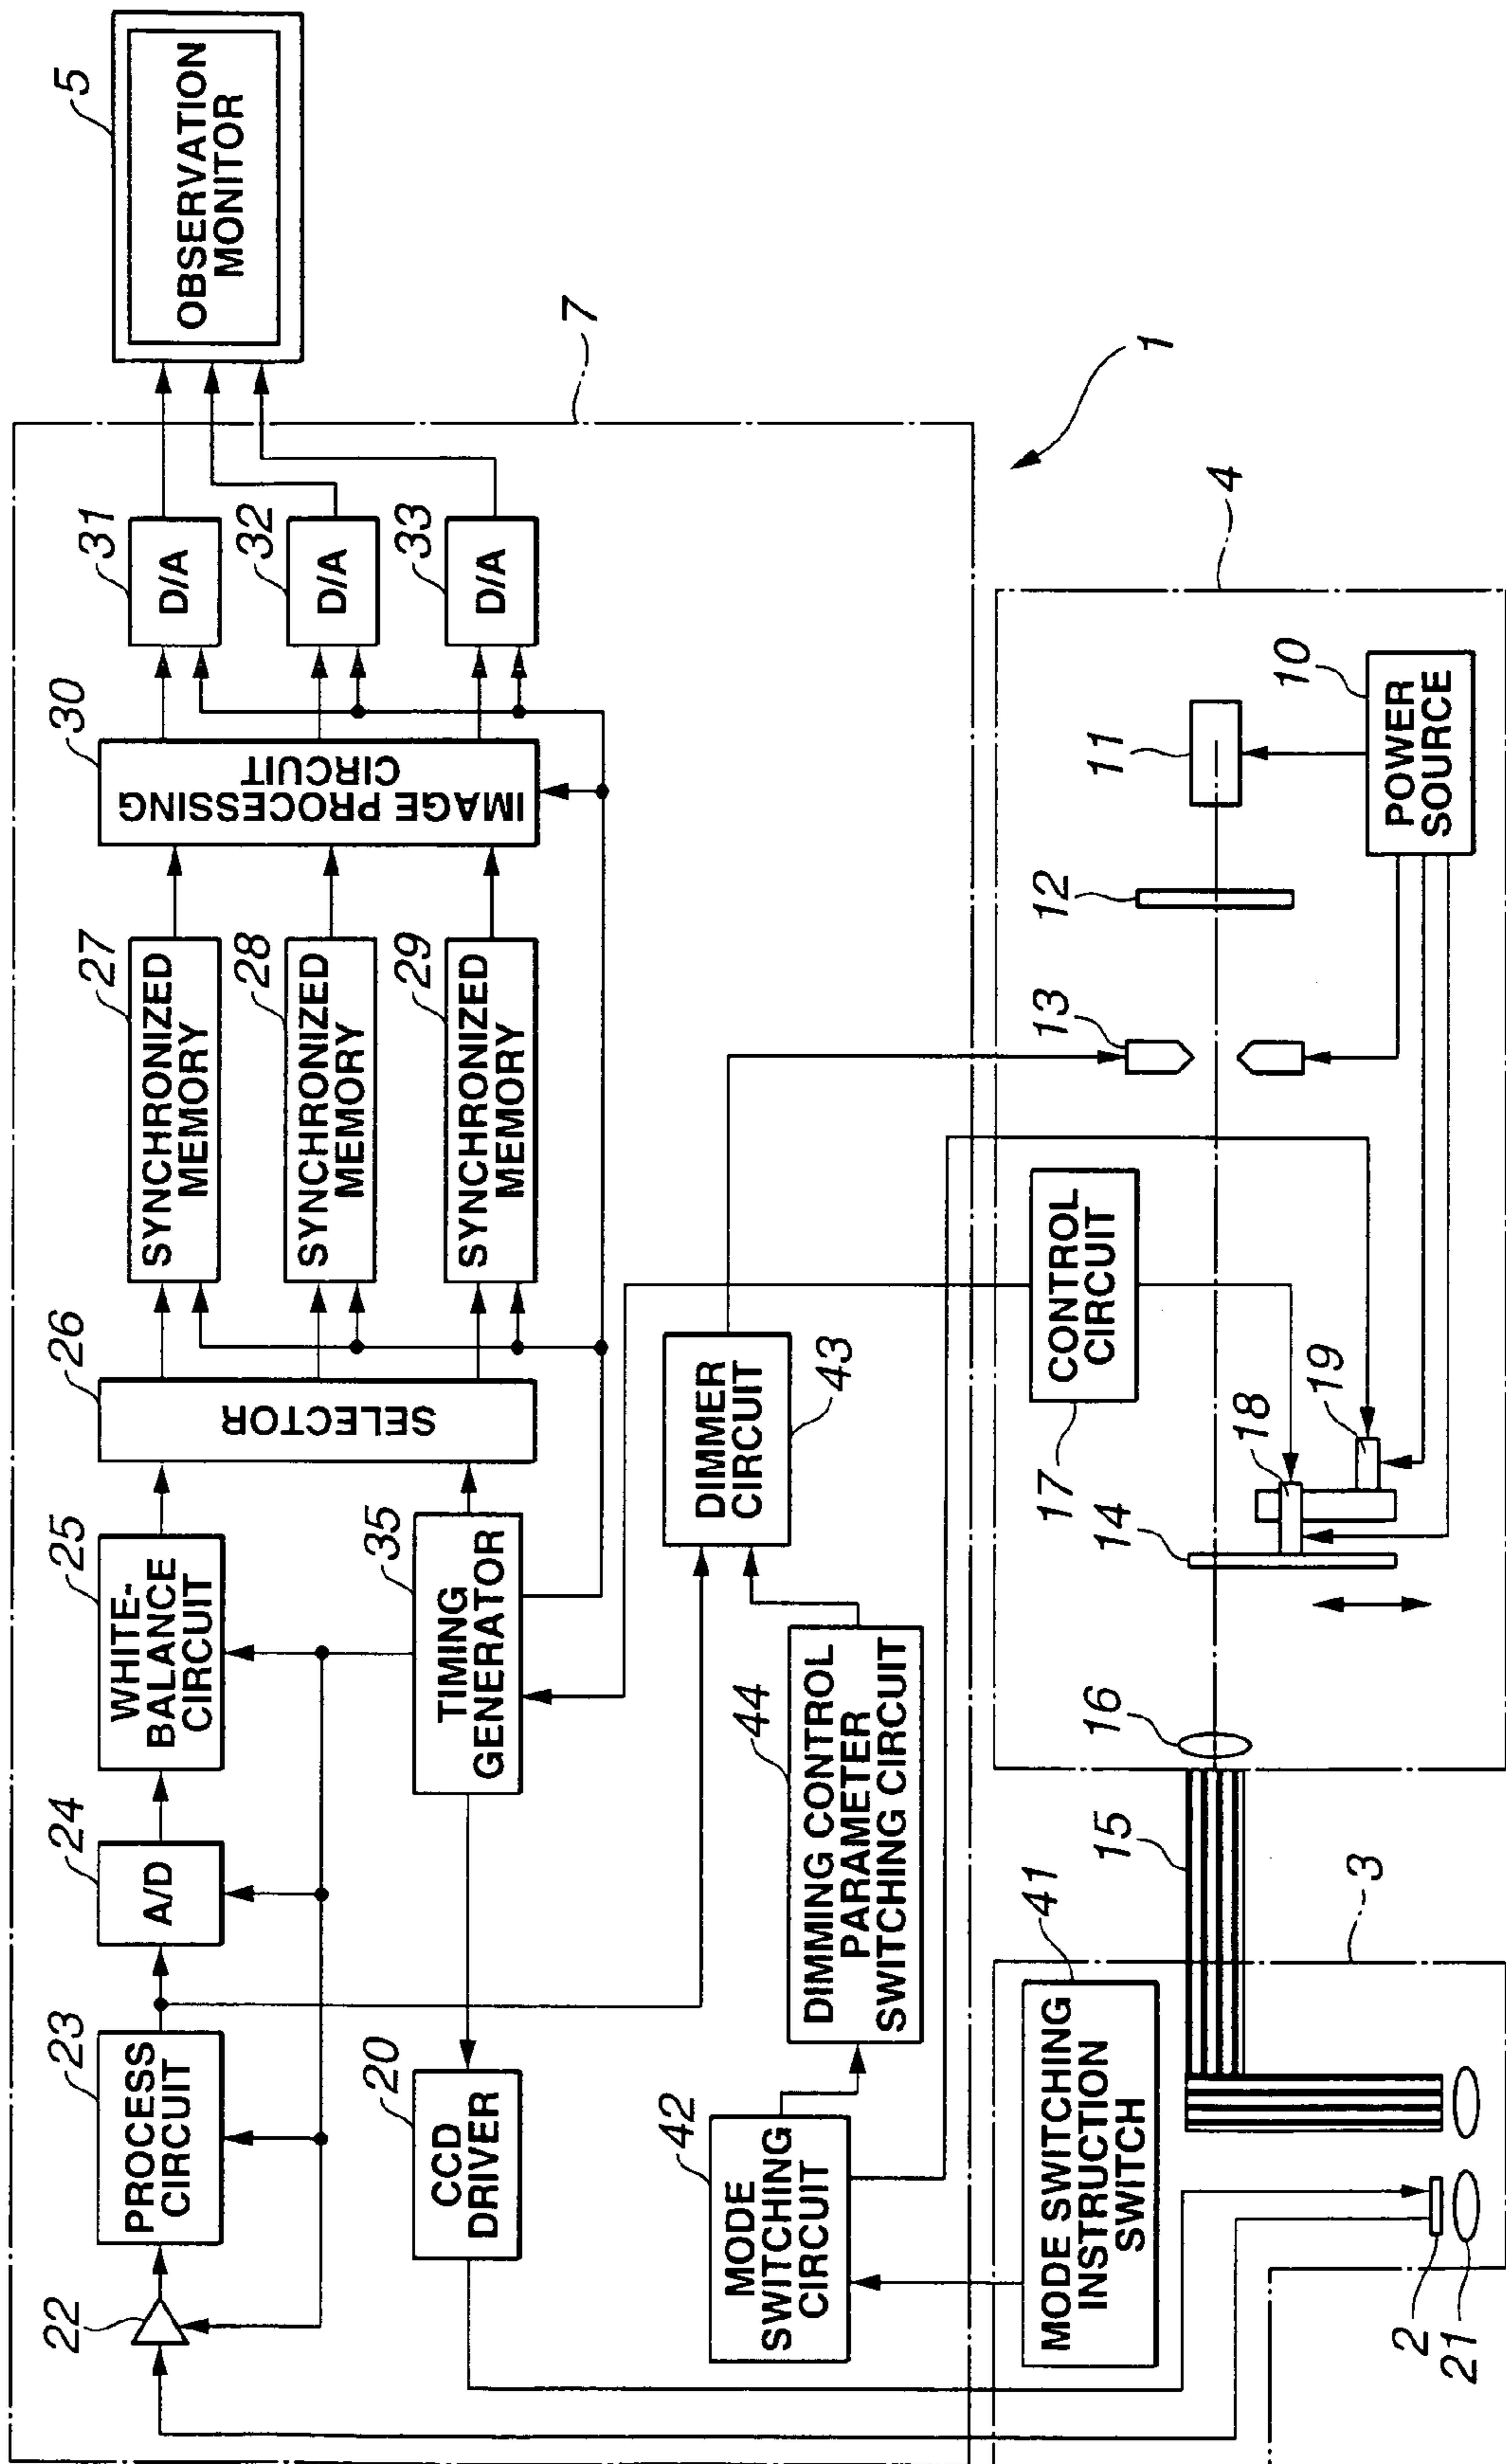 5
OBSERVATION
MONITOR
7
1
31
D/A
32
D/A
33
D/A
30
IMAGE PROCESSING
CIRCUIT
27
SYNCHRONIZED
MEMORY
28
SYNCHRONIZED
MEMORY
29
SYNCHRONIZED
MEMORY
26
SELECTOR
25
WHITE-
BALANCE
CIRCUIT
24
A/D
23
PROCESS
CIRCUIT
22
35
TIMING
GENERATOR
20
CCD
DRIVER
43
DIMMER
CIRCUIT
44
DIMMING CONTROL
PARAMETER
SWITCHING CIRCUIT
42
MODE
SWITCHING
CIRCUIT
4
10
POWER
SOURCE
11
12
13
17
CONTROL
CIRCUIT
18
19
14
16
15
3
41
MODE SWITCHING
INSTRUCTION
SWITCH
2
21